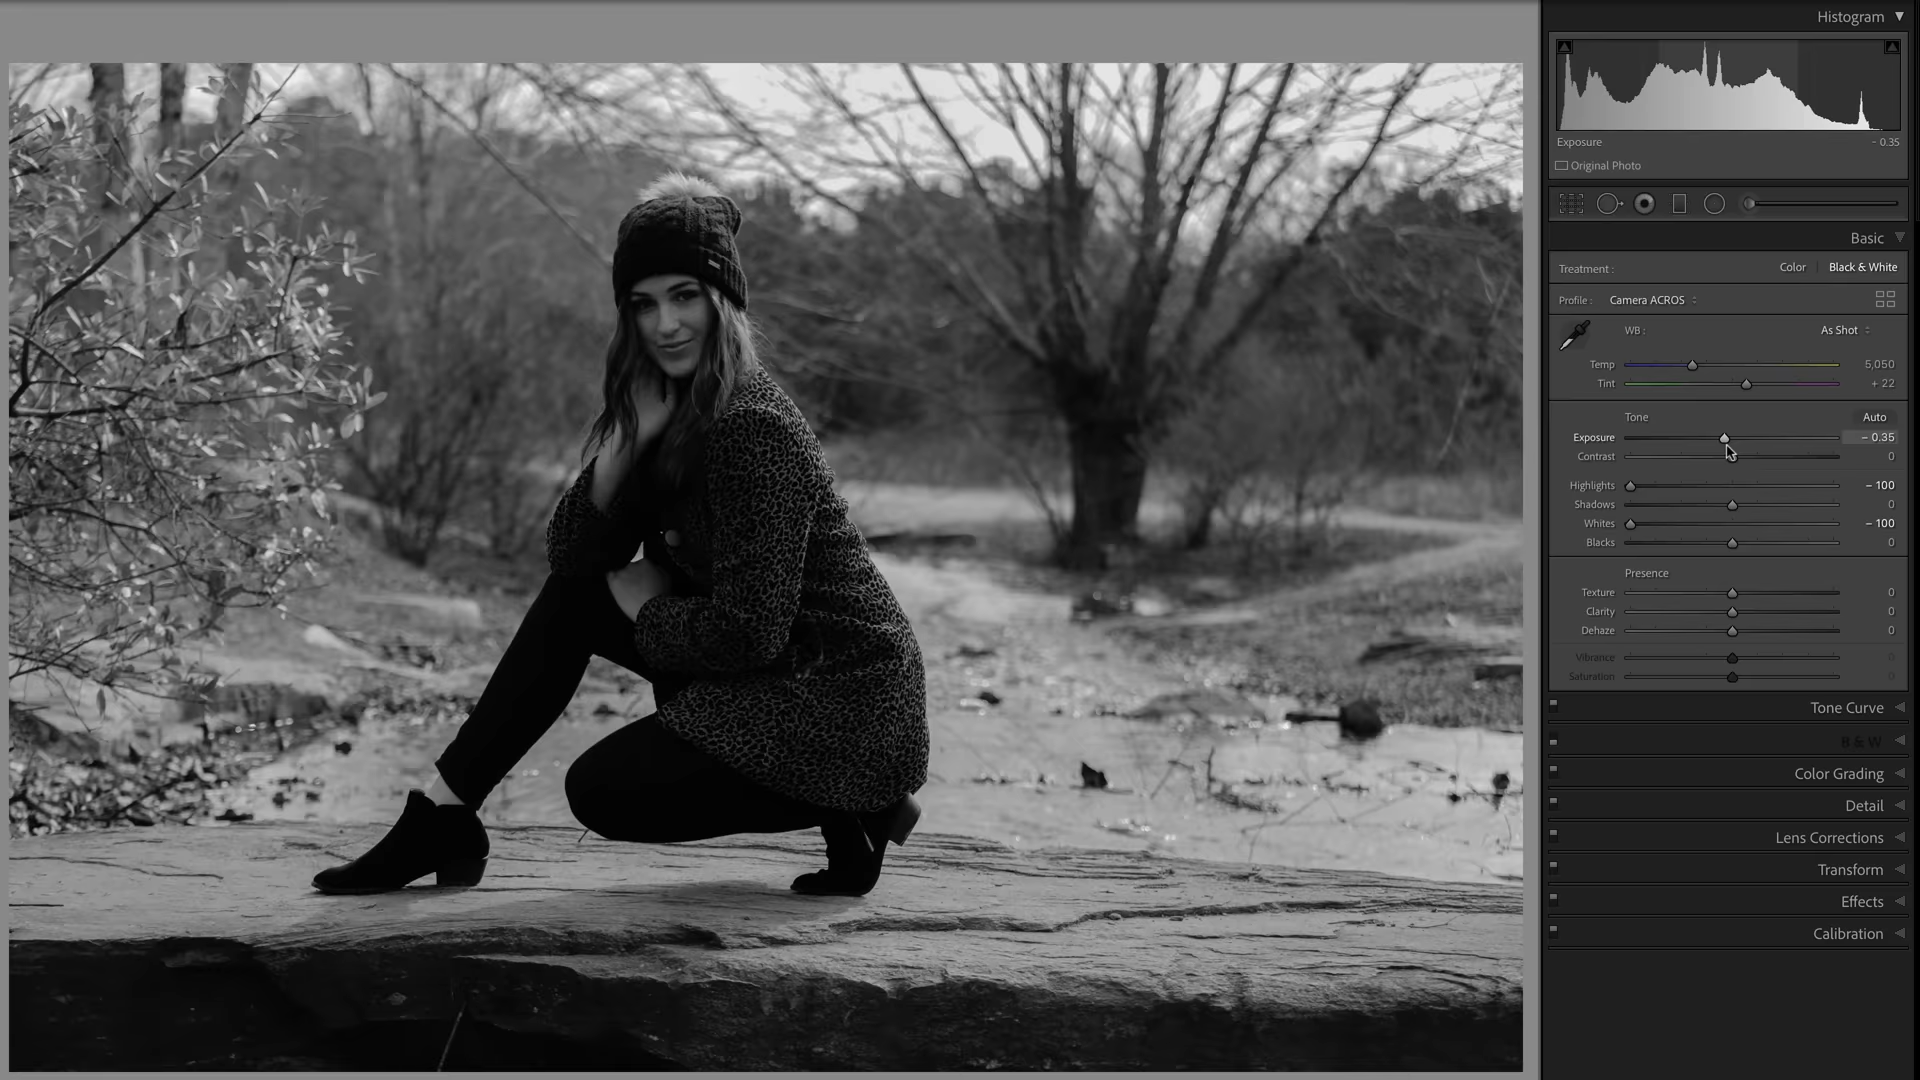 Histogram
Exposure - 0.35
Original Photo
Basic
Treatment : Color Black & White
Profile : Camera ACROS
WB : As Shot
Temp 5,050
Tint + 22
Tone Auto
Exposure - 0.35
Contrast 0
Highlights - 100
Shadows 0
Whites - 100
Blacks 0
Presence
Texture 0
Clarity 0
Dehaze 0
Vibrance 0
Saturation 0
Tone Curve
B & W
Color Grading
Detail
Lens Corrections
Transform
Effects
Calibration